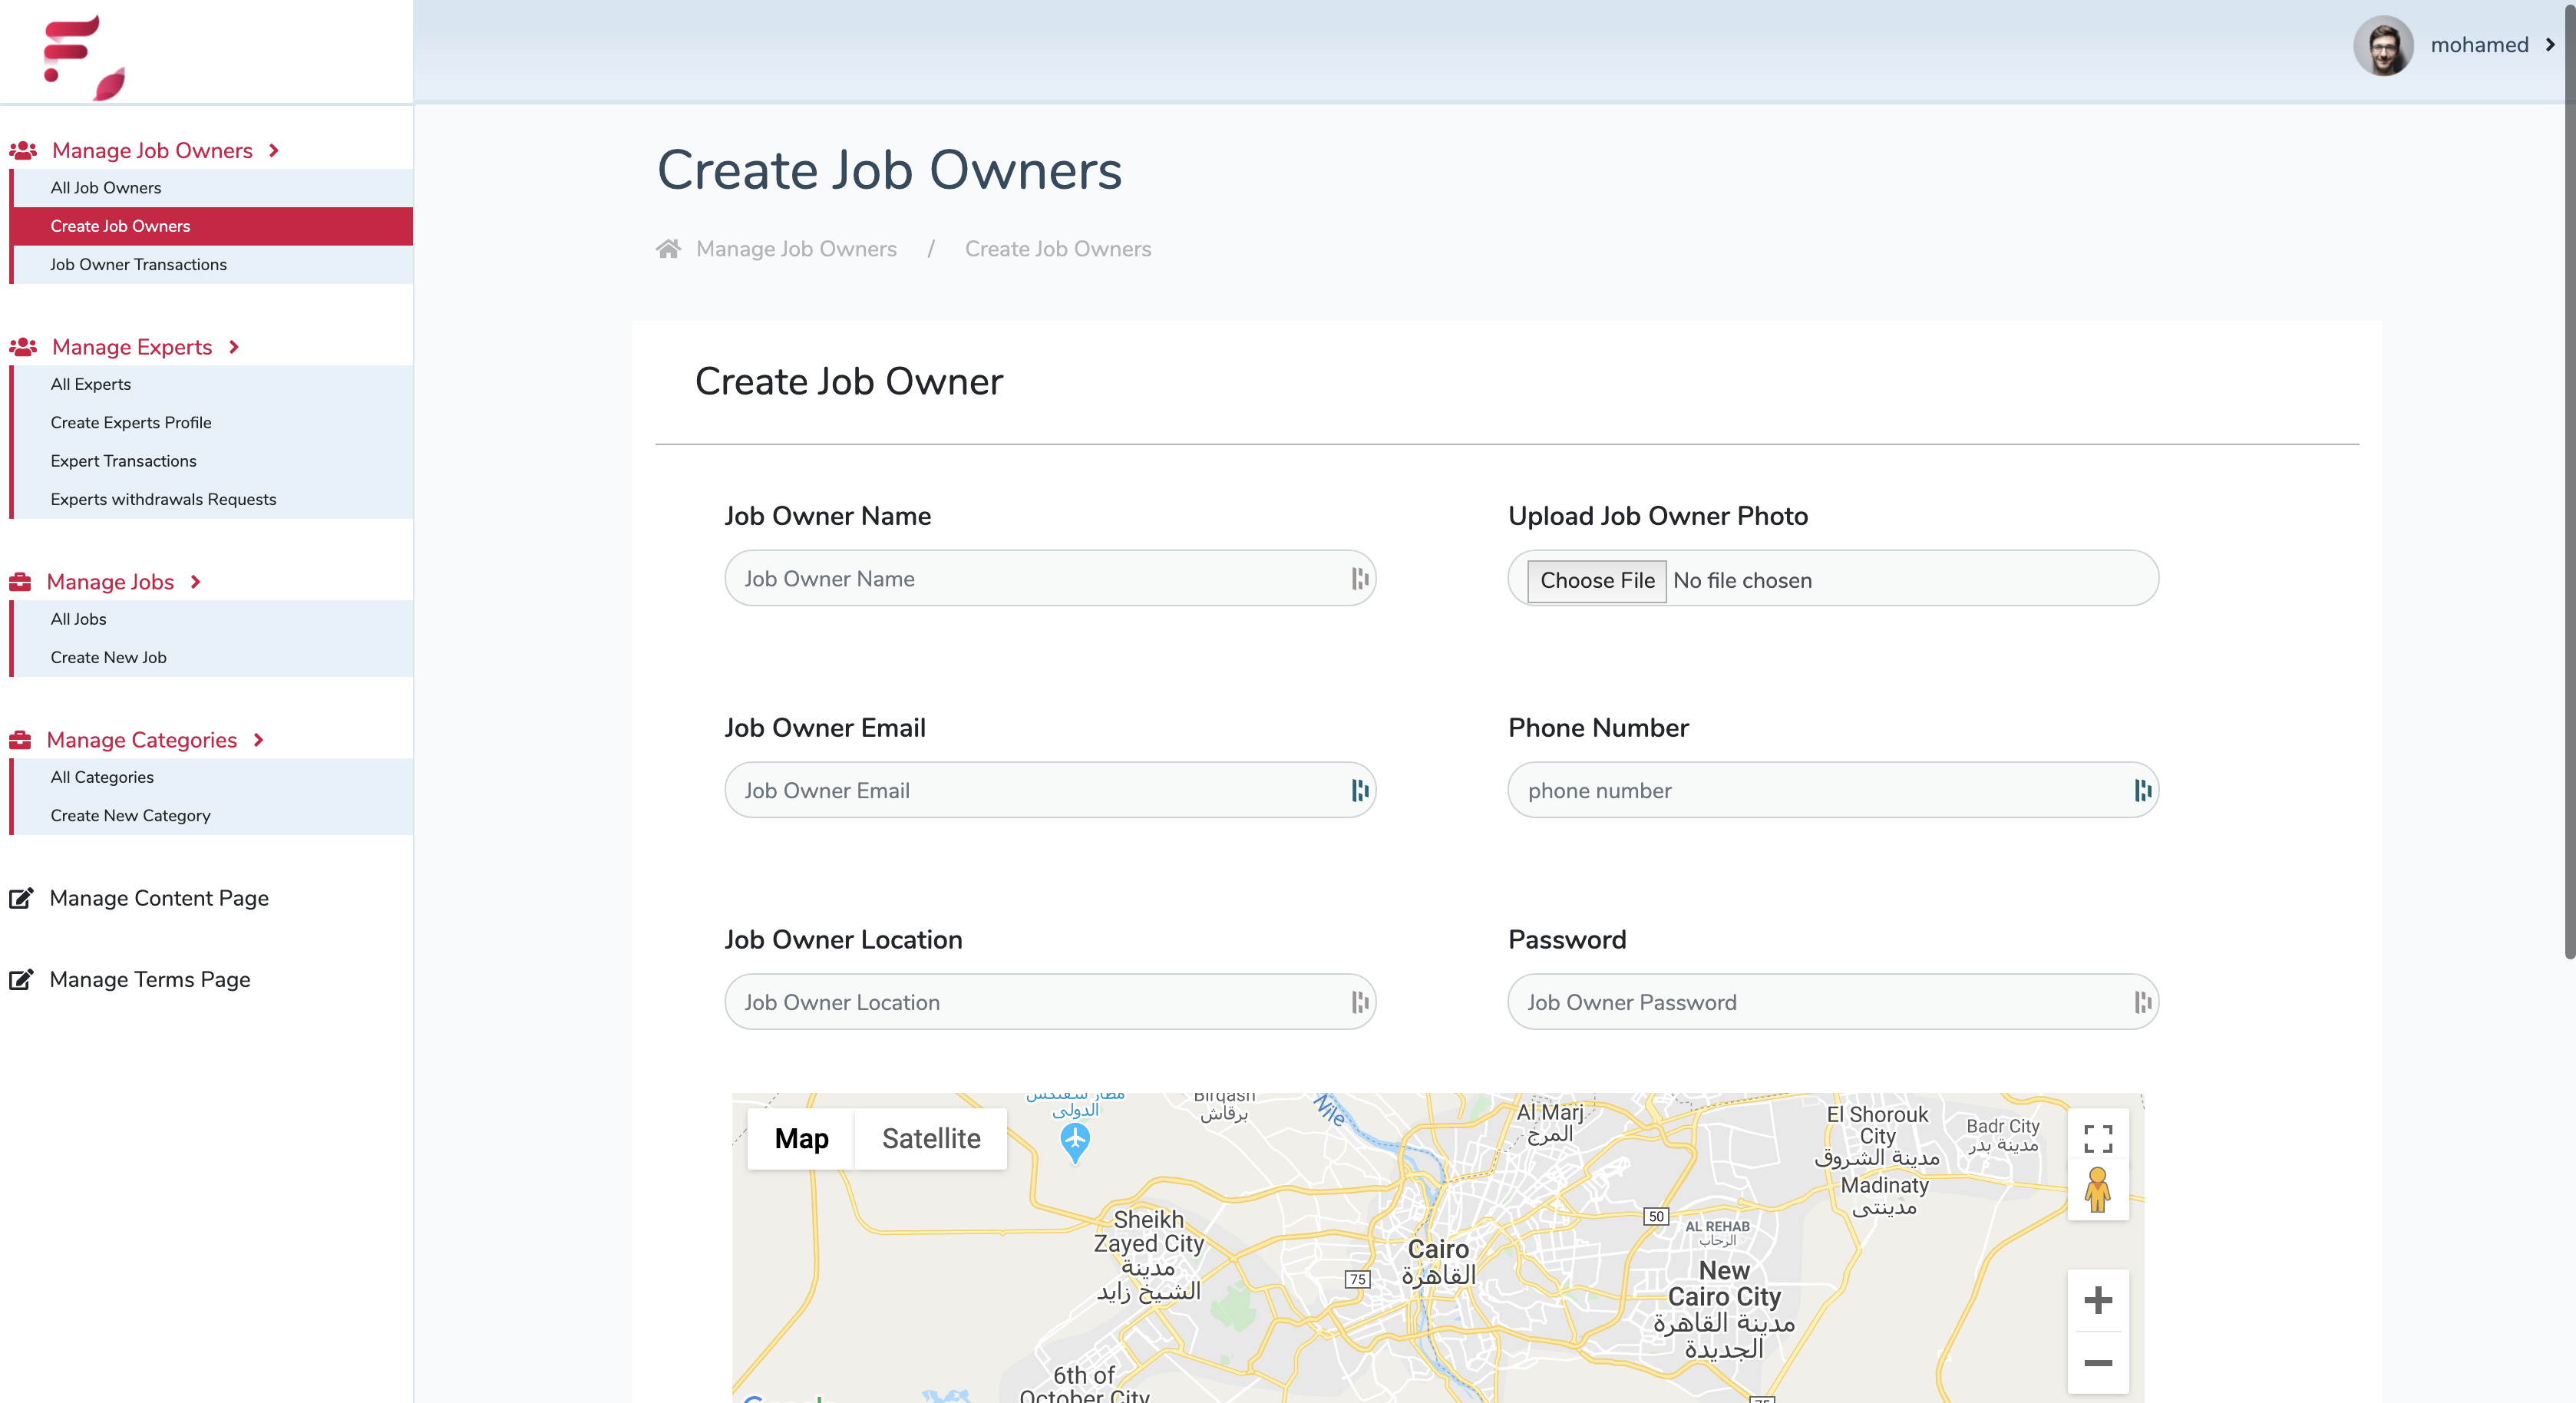 mohamed
Manage Job Owners
All Job Owners
Create Job Owners
Job Owner Transactions
Manage Experts
All Experts
Create Experts Profile
Expert Transactions
Experts withdrawals Requests
Manage Jobs
All Jobs
Create New Job
Manage Categories
All Categories
Create New Category
Manage Content Page
Manage Terms Page
Create Job Owners
Manage Job Owners / Create Job Owners
Create Job Owner
Job Owner Name
Job Owner Name
Upload Job Owner Photo
Choose File No file chosen
Job Owner Email
Job Owner Email
Phone Number
phone number
Job Owner Location
Job Owner Location
Password
Job Owner Password
Map
Satellite
مطار سفنكس
الدولي
Birqash
برقاش
Nile
Al Marj
المرج
El Shorouk
City
مدينة الشروق
Badr City
مدينة بدر
Madinaty
مدينتى
Sheikh
Zayed City
مدينة
الشيخ زايد
50
AL REHAB
الرحاب
Cairo
القاهرة
75
New
Cairo City
مدينة القاهرة
الجديدة
6th of
October City
75
Google